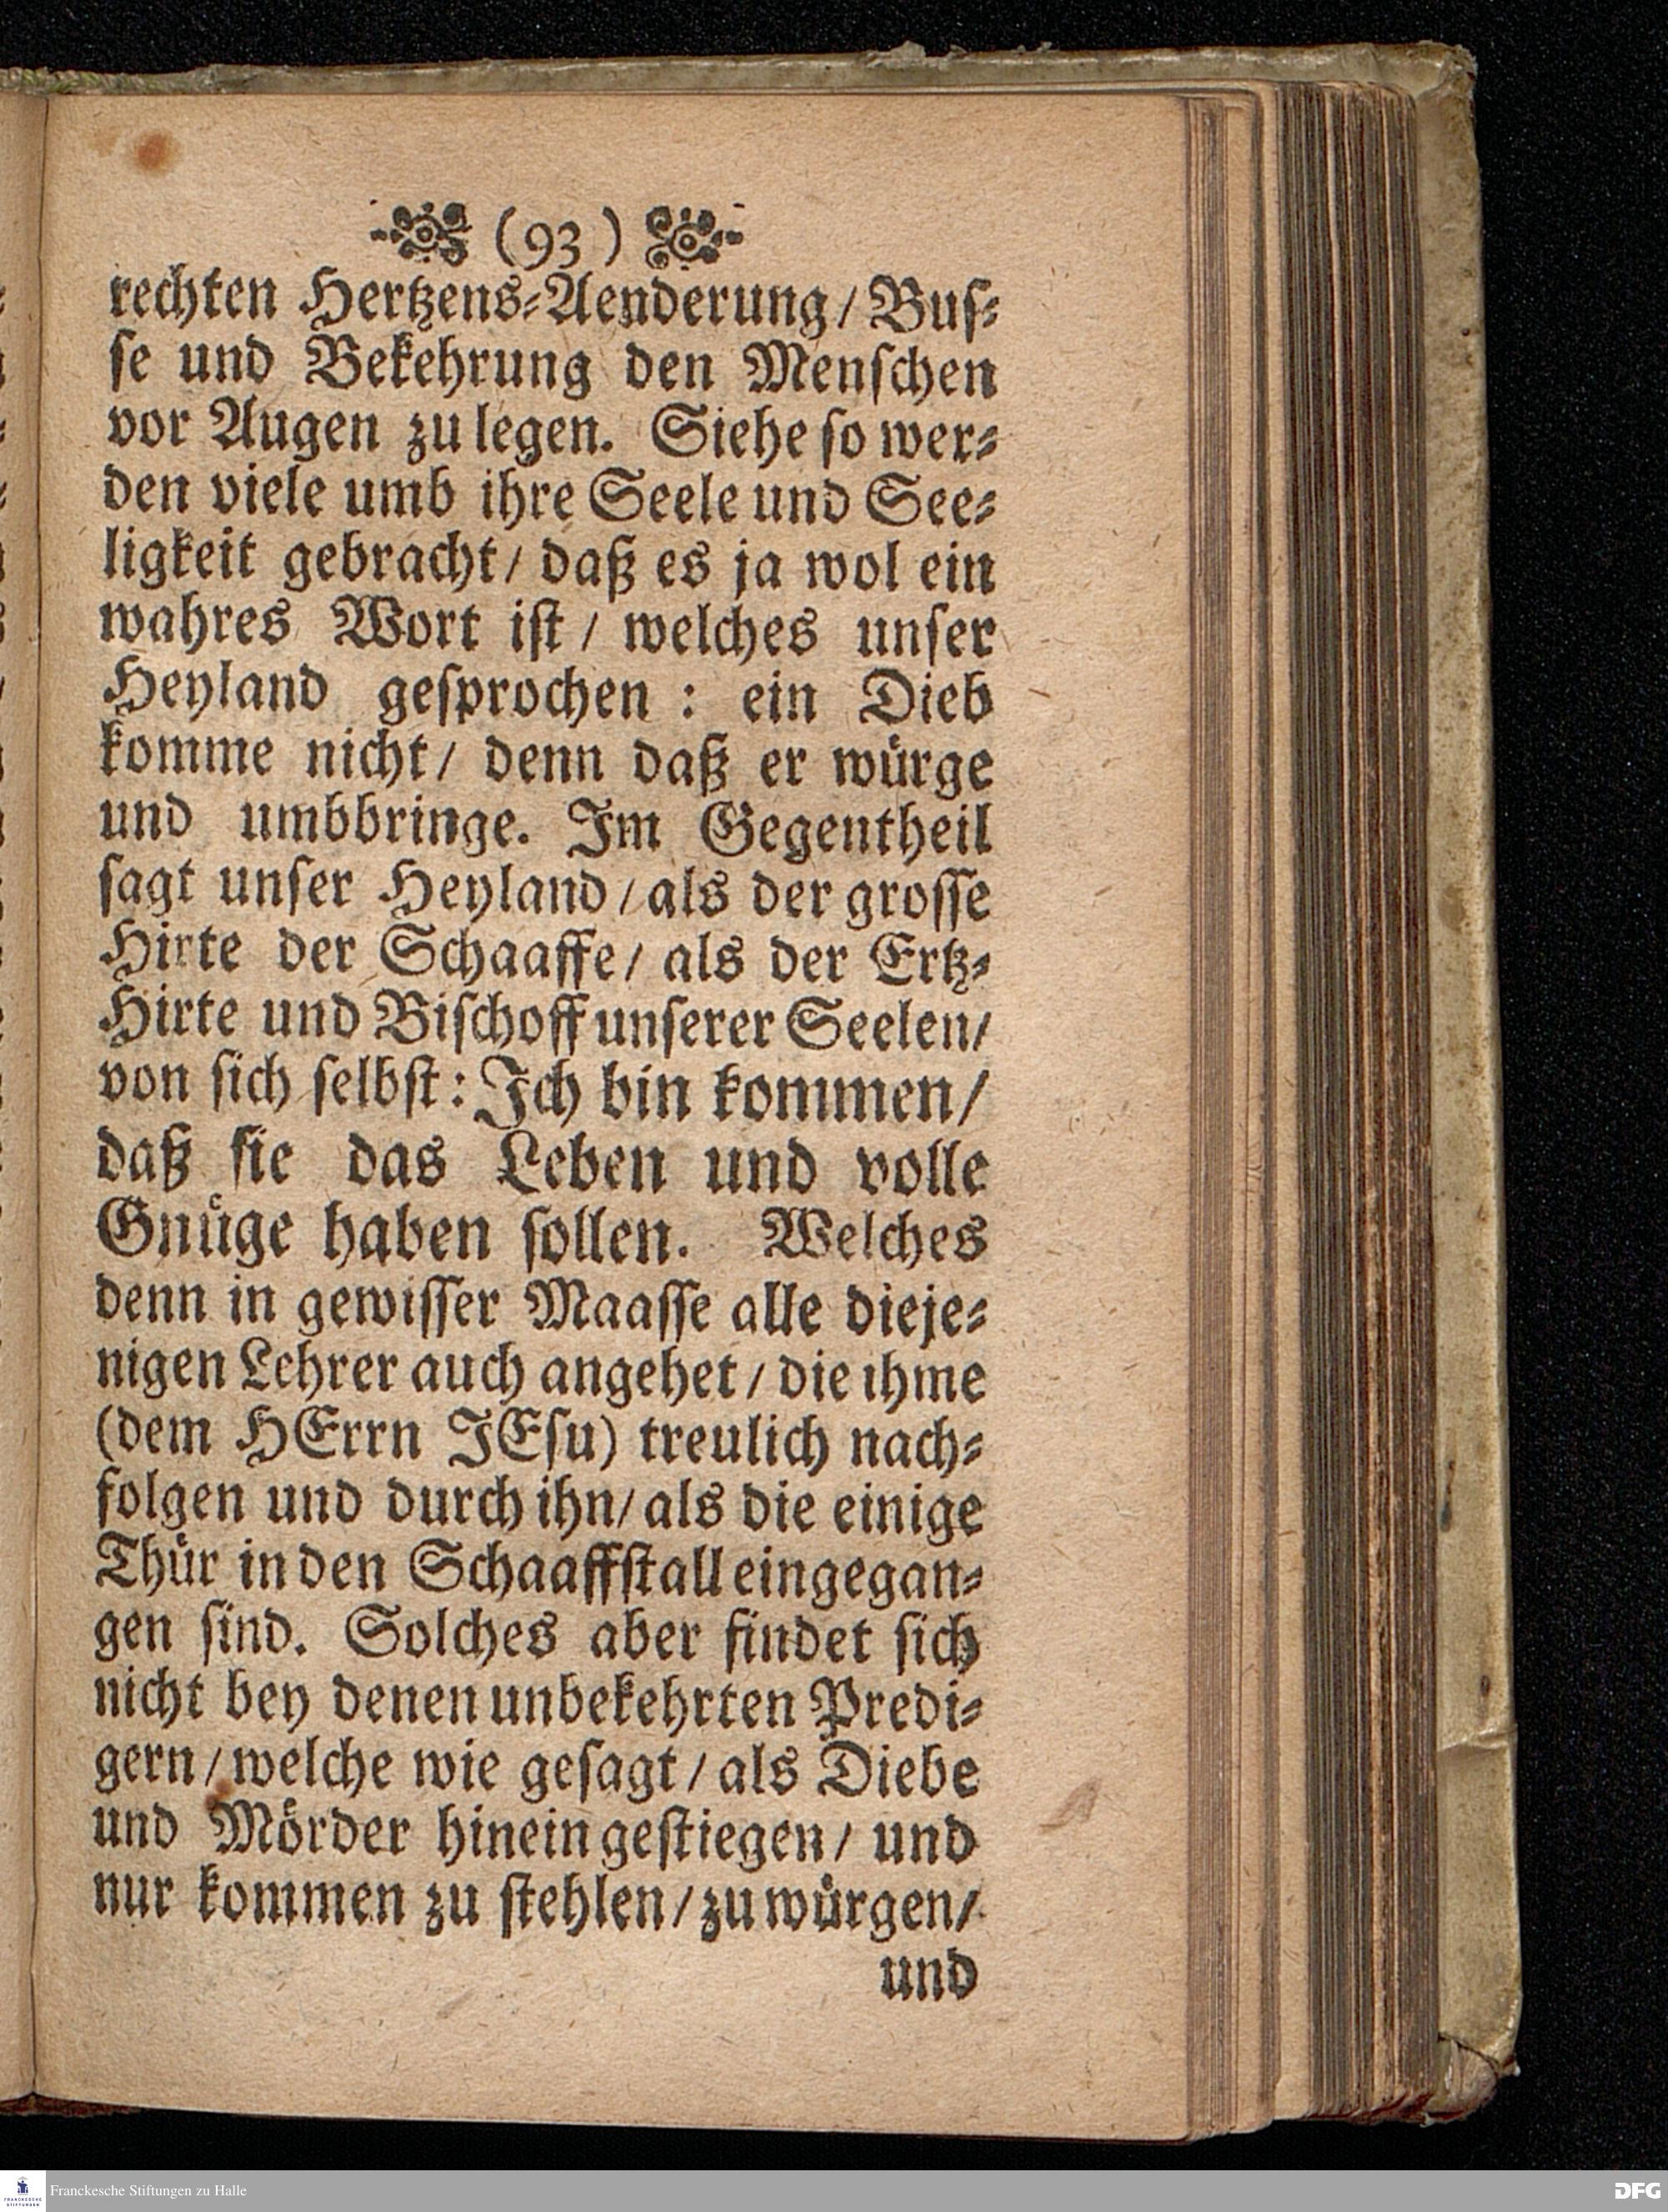 (93)
rechten Hertzens-Aenderung/ Bus-
se und Bekehrung den Menschen
vor Augen zu legen. Siehe so wer-
den viele umb ihre Seele und See-
ligkeit gebracht/ daß es ja wol ein
wahres Wort ist/ welches unser
Heyland gesprochen: ein Dieb
komme nicht/ denn daß er würge
und umbbringe. Im Gegentheil
sagt unser Heyland/ als der grosse
Hirte der Schaaffe/ als der Ertz-
Hirte und Bischoff unserer Seelen/
von sich selbst: Ich bin kommen/
daß sie das Leben und volle
Gnüge haben sollen. Welches
denn in gewisser Maasse alle dieje-
nigen Lehrer auch angehet/ die ihme
(dem HErrn JEsu) treulich nach-
folgen und durch ihn/ als die einige
Thür in den Schaaffstall eingegan-
gen sind. Solches aber findet sich
nicht bey denen unbekehrten Predi-
gern/ welche wie gesagt/ als Diebe
und Mörder hinein gestiegen/ und
nur kommen zu stehlen/ zu würgen/
und
FRANCKESCHE STIFTUNGEN
Franckesche Stiftungen zu Halle
DFG